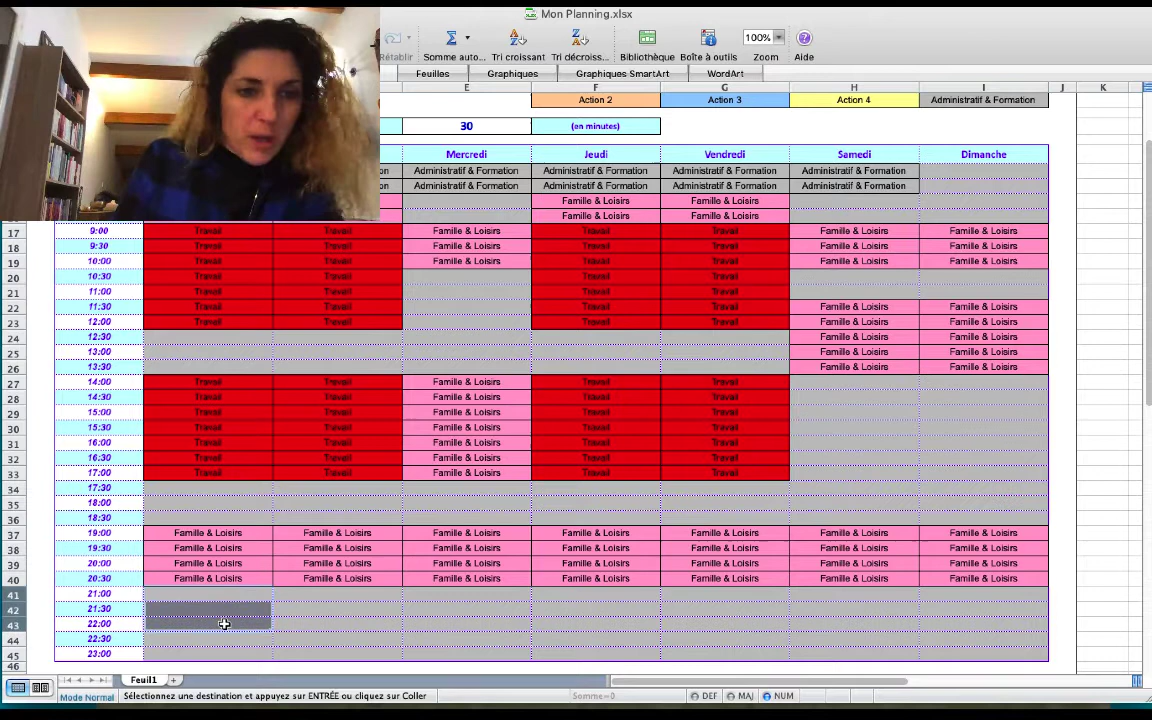 Mon Planning.xlsx
Rétablir Somme auto... Tri croissant Tri décroiss... Bibliothèque Boîte à outils 100% Zoom Aide
Feuilles Graphiques Graphiques SmartArt WordArt
E F G H I J K
Action 2 Action 3 Action 4 Administratif & Formation
30 (en minutes)
Mercredi Jeudi Vendredi Samedi Dimanche
on Administratif & Formation Administratif & Formation Administratif & Formation Administratif & Formation
on Administratif & Formation Administratif & Formation Administratif & Formation Administratif & Formation
Famille & Loisirs Famille & Loisirs
Famille & Loisirs Famille & Loisirs
17 9:00 Travail Travail Famille & Loisirs Travail Travail Famille & Loisirs Famille & Loisirs
18 9:30 Travail Travail Famille & Loisirs Travail Travail Famille & Loisirs Famille & Loisirs
19 10:00 Travail Travail Famille & Loisirs Travail Travail Famille & Loisirs Famille & Loisirs
20 10:30 Travail Travail Travail Travail
21 11:00 Travail Travail Travail Travail
22 11:30 Travail Travail Travail Travail Famille & Loisirs Famille & Loisirs
23 12:00 Travail Travail Travail Travail Famille & Loisirs Famille & Loisirs
24 12:30 Famille & Loisirs Famille & Loisirs
25 13:00 Famille & Loisirs Famille & Loisirs
26 13:30 Famille & Loisirs Famille & Loisirs
27 14:00 Travail Travail Famille & Loisirs Travail Travail
28 14:30 Travail Travail Famille & Loisirs Travail Travail
29 15:00 Travail Travail Famille & Loisirs Travail Travail
30 15:30 Travail Travail Famille & Loisirs Travail Travail
31 16:00 Travail Travail Famille & Loisirs Travail Travail
32 16:30 Travail Travail Famille & Loisirs Travail Travail
33 17:00 Travail Travail Famille & Loisirs Travail Travail
34 17:30
35 18:00
36 18:30
37 19:00 Famille & Loisirs Famille & Loisirs Famille & Loisirs Famille & Loisirs Famille & Loisirs Famille & Loisirs Famille & Loisirs
38 19:30 Famille & Loisirs Famille & Loisirs Famille & Loisirs Famille & Loisirs Famille & Loisirs Famille & Loisirs Famille & Loisirs
39 20:00 Famille & Loisirs Famille & Loisirs Famille & Loisirs Famille & Loisirs Famille & Loisirs Famille & Loisirs Famille & Loisirs
40 20:30 Famille & Loisirs Famille & Loisirs Famille & Loisirs Famille & Loisirs Famille & Loisirs Famille & Loisirs Famille & Loisirs
41 21:00
42 21:30
43 22:00
44 22:30
45 23:00
46
Feuil1
Mode Normal Sélectionnez une destination et appuyez sur ENTRÉE ou cliquez sur Coller Somme=0 DEF MAJ NUM